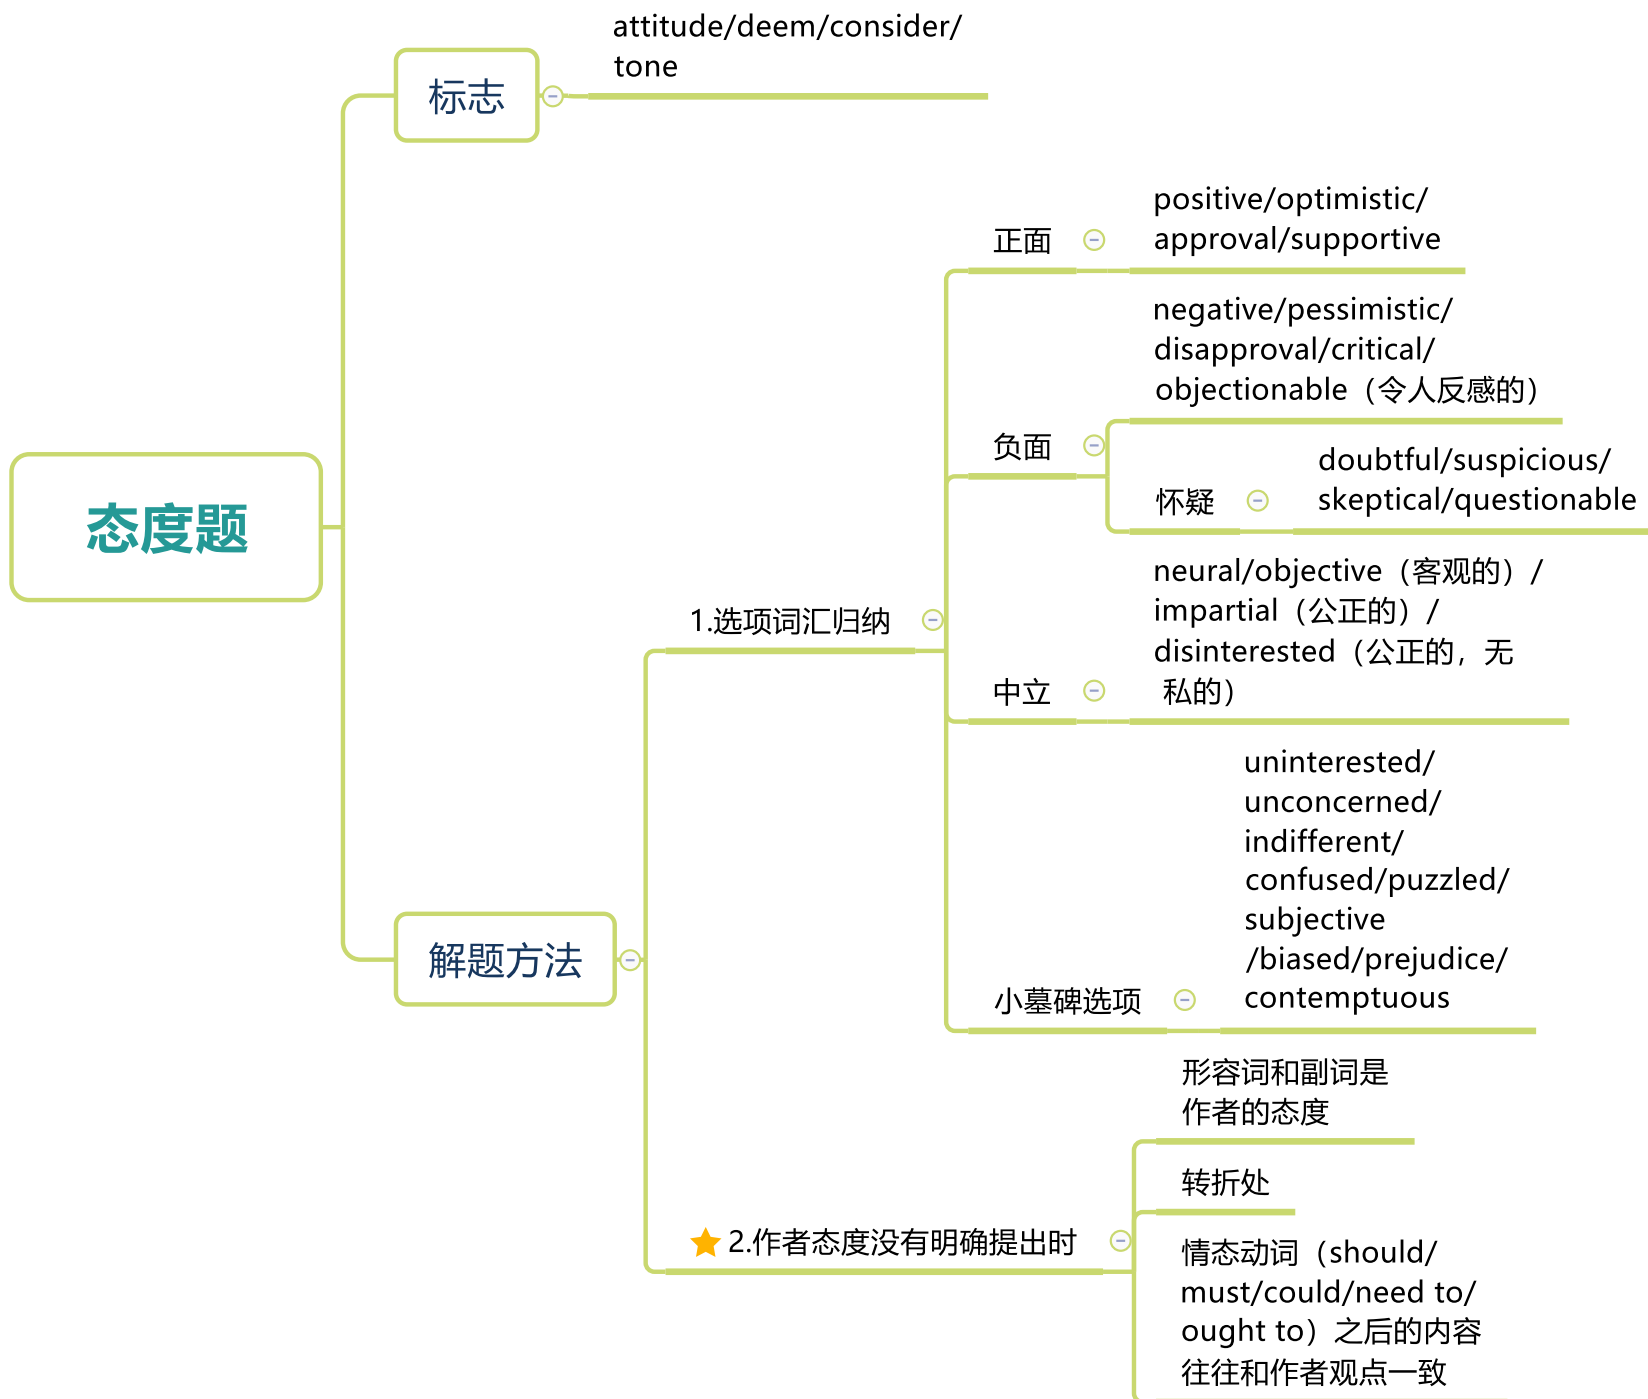 态度题
标志
attitude/deem/consider/
tone
解题方法
1.选项词汇归纳
正面
positive/optimistic/
approval/supportive
负面
negative/pessimistic/
disapproval/critical/
objectionable（令人反感的）
怀疑
doubtful/suspicious/
skeptical/questionable
中立
neural/objective（客观的）/
impartial（公正的）/
disinterested（公正的，无
私的）
小墓碑选项
uninterested/
unconcerned/
indifferent/
confused/puzzled/
subjective
/biased/prejudice/
contemptuous
2.作者态度没有明确提出时
形容词和副词是
作者的态度
转折处
情态动词（should/
must/could/need to/
ought to）之后的内容
往往和作者观点一致